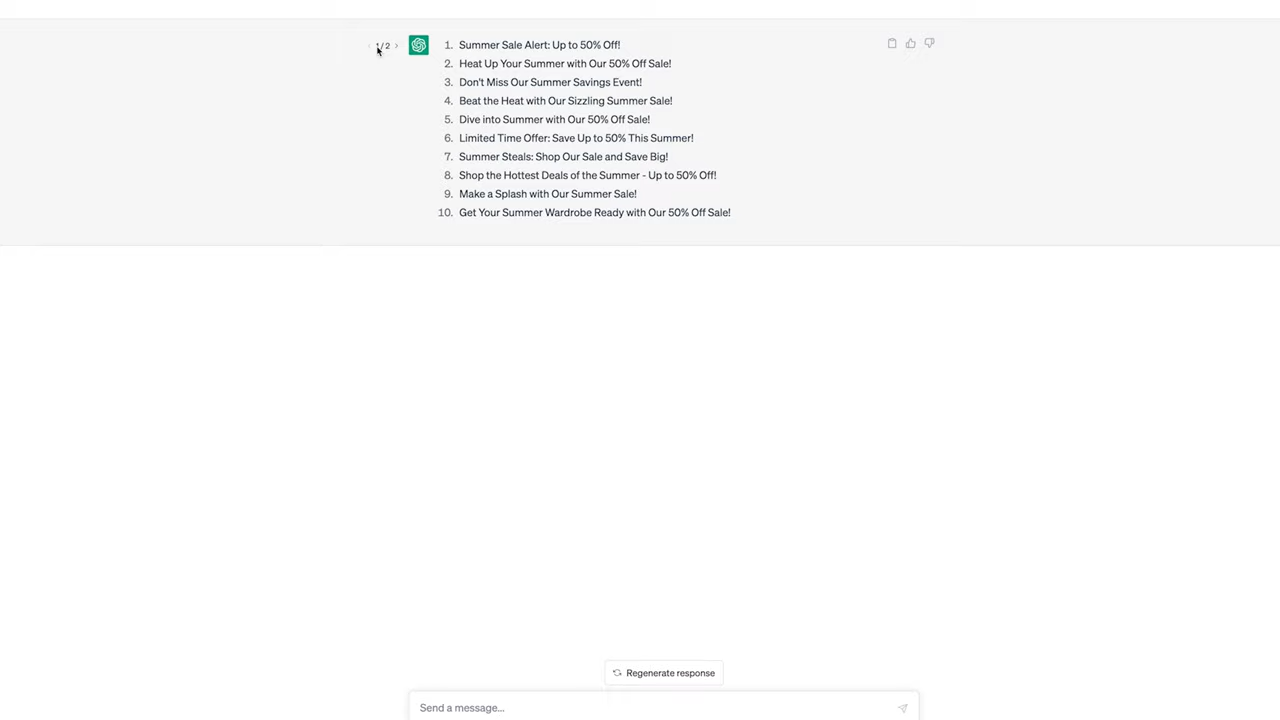 1 / 2
1. Summer Sale Alert: Up to 50% Off!
2. Heat Up Your Summer with Our 50% Off Sale!
3. Don't Miss Our Summer Savings Event!
4. Beat the Heat with Our Sizzling Summer Sale!
5. Dive into Summer with Our 50% Off Sale!
6. Limited Time Offer: Save Up to 50% This Summer!
7. Summer Steals: Shop Our Sale and Save Big!
8. Shop the Hottest Deals of the Summer - Up to 50% Off!
9. Make a Splash with Our Summer Sale!
10. Get Your Summer Wardrobe Ready with Our 50% Off Sale!
Regenerate response
Send a message...